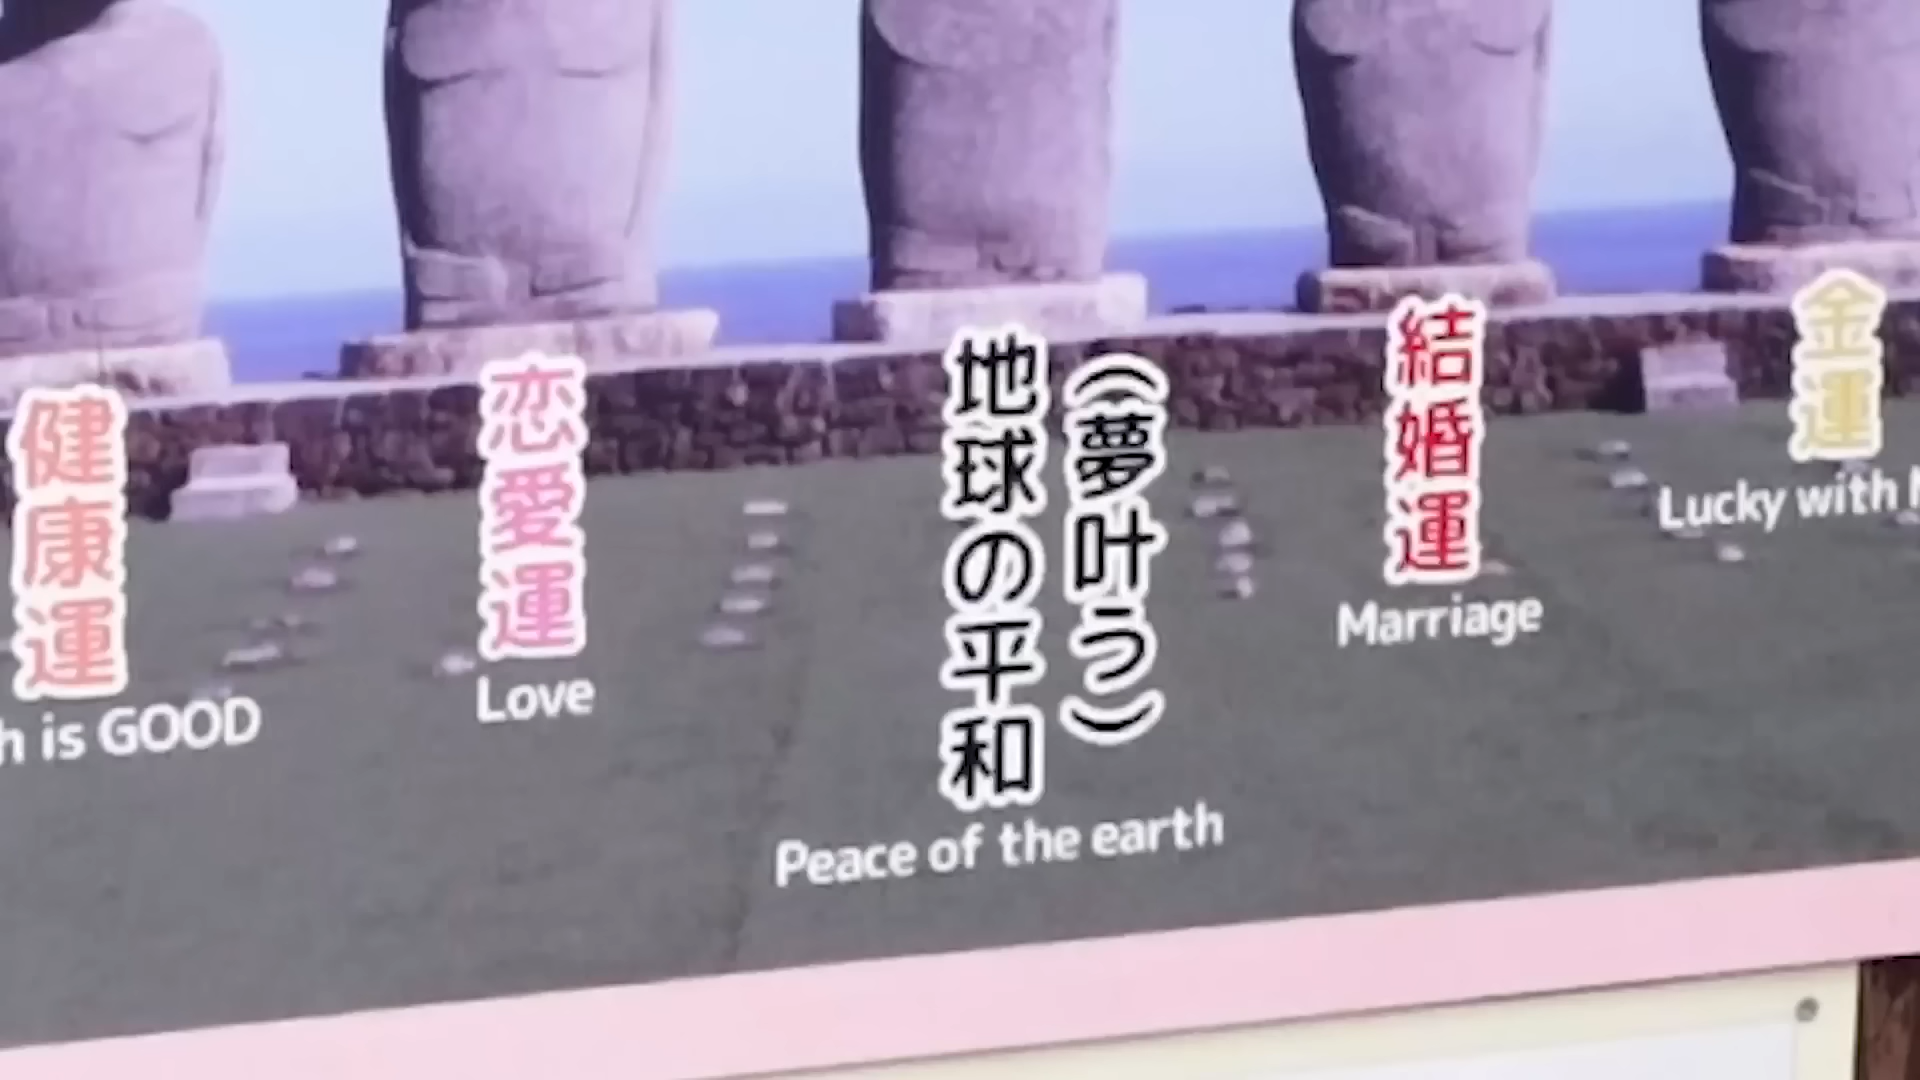 健康運
is GOOD
恋愛運
Love
(夢叶う)
地球の平和
Peace of the earth
結婚運
Marriage
金運
Lucky with